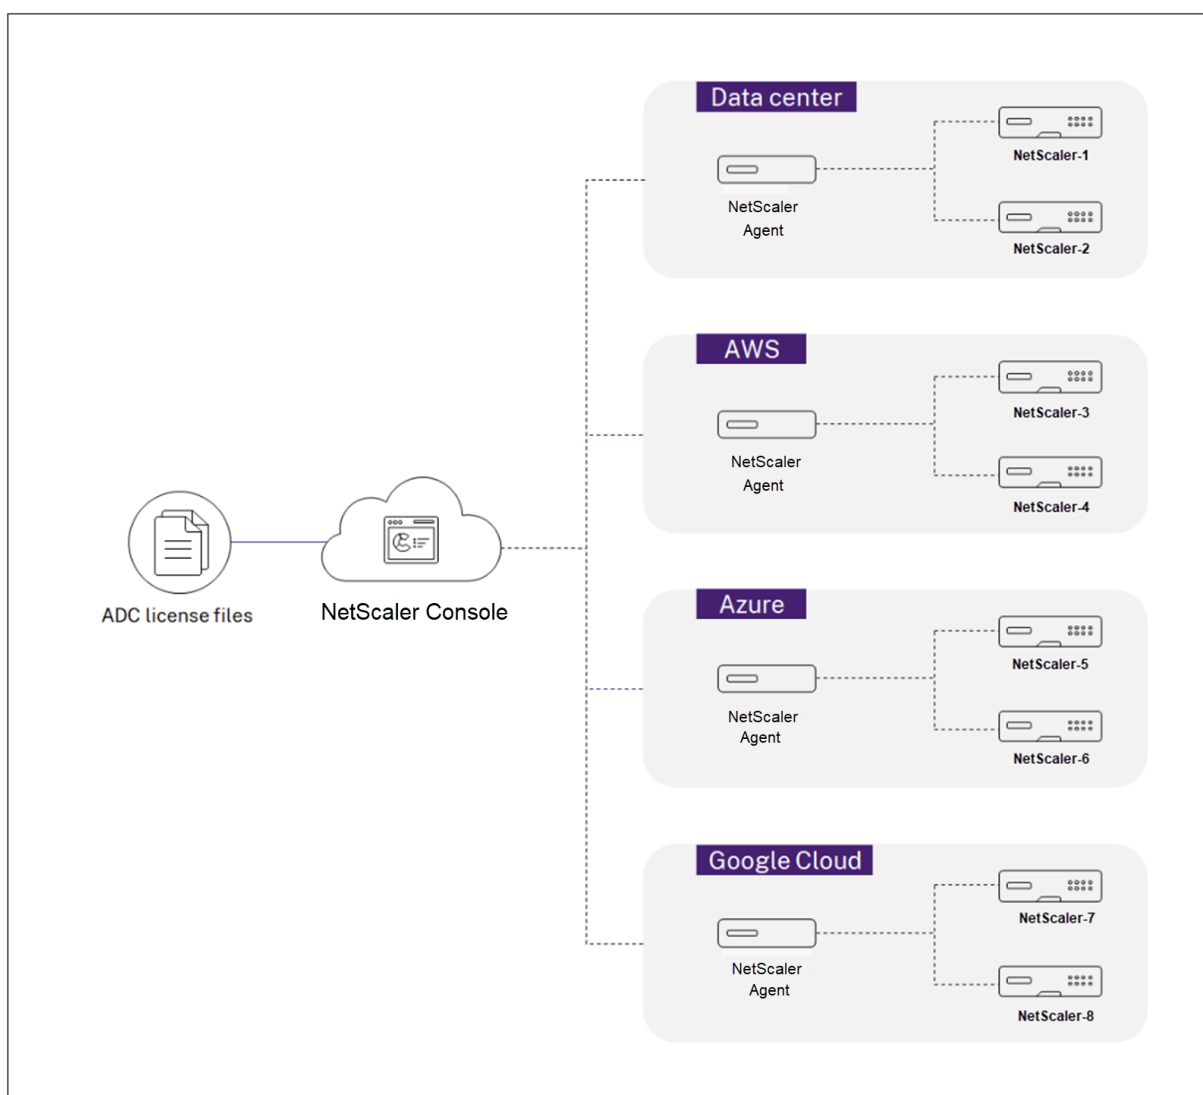 Data center
NetScaler
Agent
NetScaler-1
NetScaler-2
AWS
NetScaler
Agent
NetScaler-3
NetScaler-4
ADC license files
NetScaler Console
Azure
NetScaler
Agent
NetScaler-5
NetScaler-6
Google Cloud
NetScaler
Agent
NetScaler-7
NetScaler-8